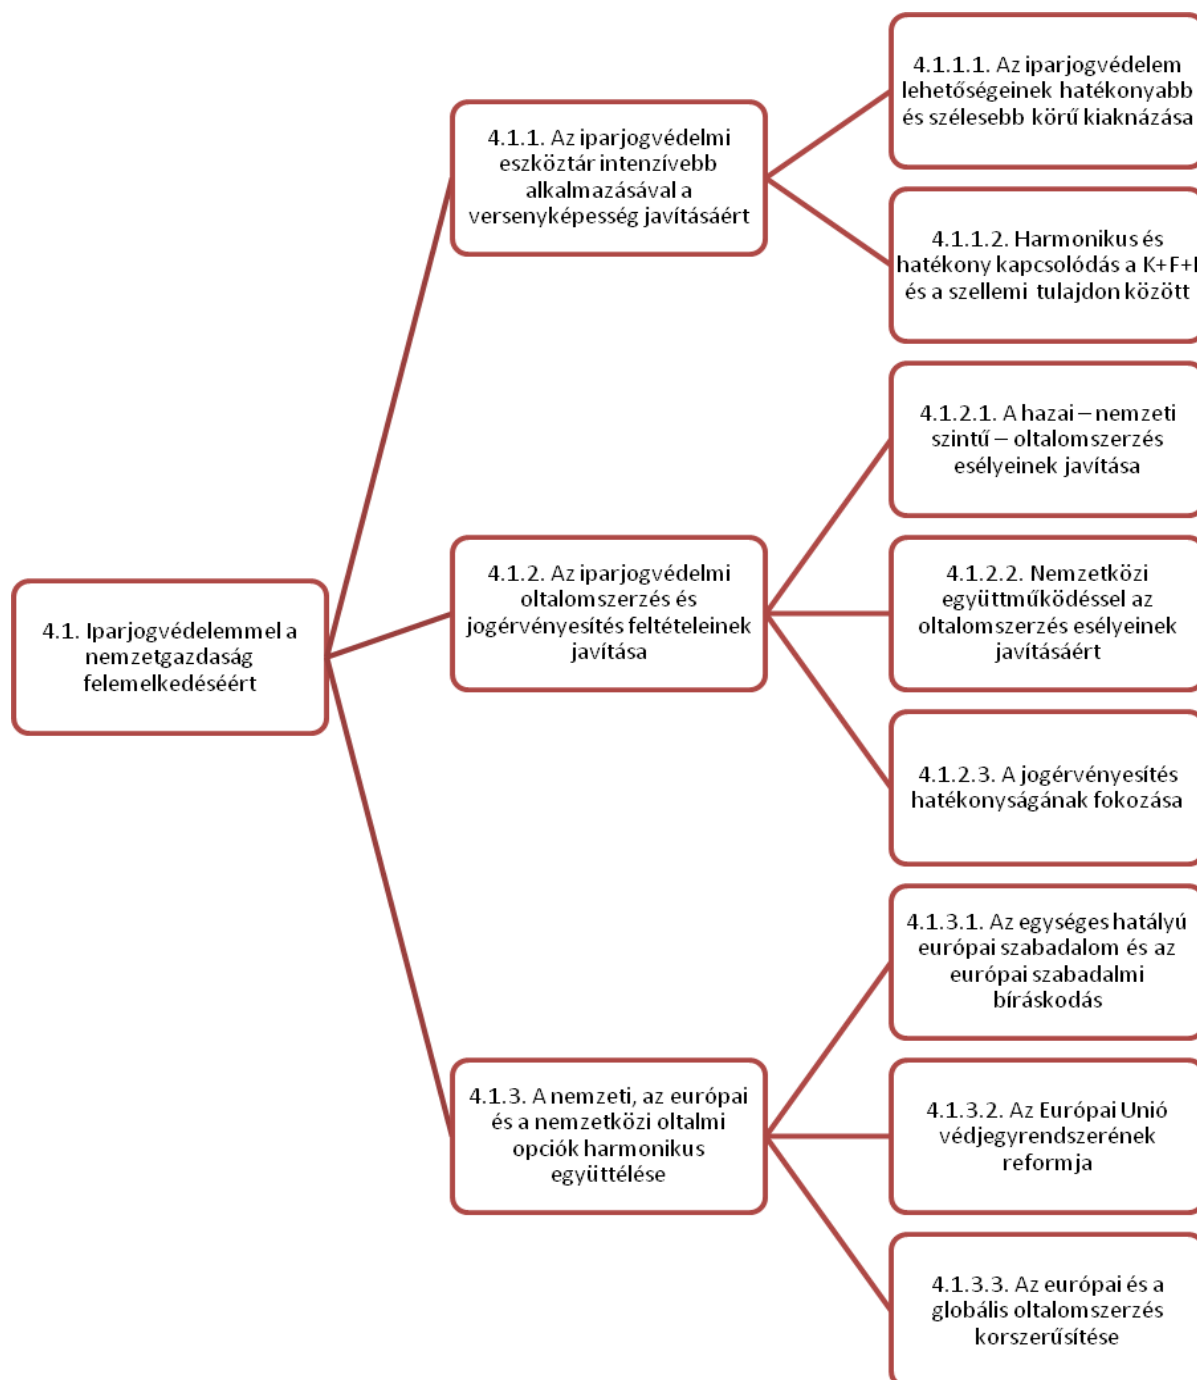 4.1. Iparjogvédelemmel a
nemzetgazdaság
felemelkedéséért
4.1.1. Az iparjogvédelmi
eszköztár intenzívebb
alkalmazásával a
versenyképesség javításáért
4.1.1.1. Az iparjogvédelem
lehetőségeinek hatékonyabb
és szélesebb körű kiaknázása
4.1.1.2. Harmonikus és
hatékony kapcsolódás a K+F+I
és a szellemi tulajdon között
4.1.2. Az iparjogvédelmi
oltalomszerzés és
jogérvényesítés feltételeinek
javítása
4.1.2.1. A hazai – nemzeti
szintű – oltalomszerzés
esélyeinek javítása
4.1.2.2. Nemzetközi
együttműködéssel az
oltalomszerzés esélyeinek
javításáért
4.1.2.3. A jogérvényesítés
hatékonyságának fokozása
4.1.3. A nemzeti, az európai
és a nemzetközi oltalmi
opciók harmonikus
együttélése
4.1.3.1. Az egységes hatályú
európai szabadalom és az
európai szabadalmi
bíráskodás
4.1.3.2. Az Európai Unió
védjegyrendszerének
reformja
4.1.3.3. Az európai és a
globális oltalomszerzés
korszerűsítése